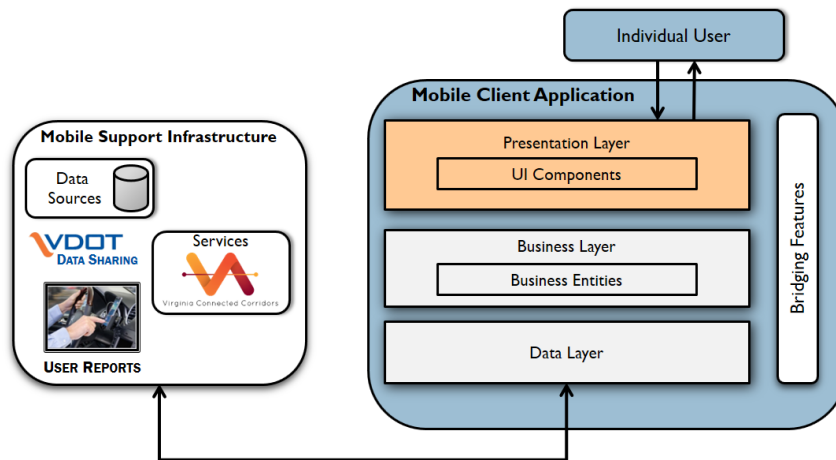 Individual User
Mobile Client Application
Presentation Layer
UI Components
Business Layer
Business Entities
Data Layer
Bridging Features
Mobile Support Infrastructure
Data
Sources
VDOT
DATA SHARING
Services
VA
Virginia Connected Corridors
USER REPORTS